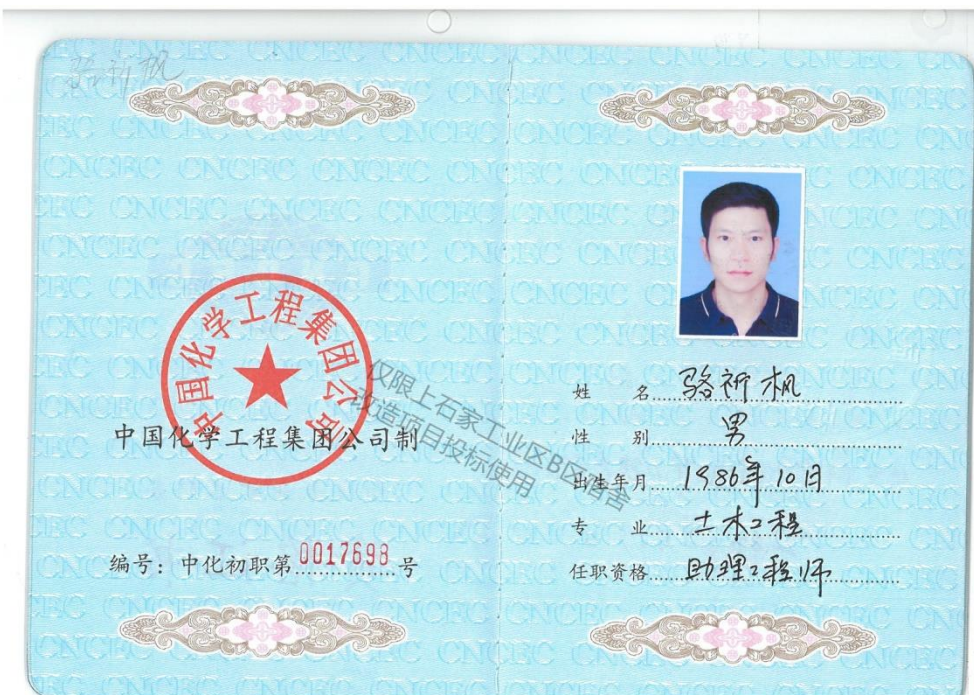 骆祈枫
中国化学工程集团公司
中国化学工程集团公司制
编号：中化初职第0017698号
仅限上石家工业区B区宿舍
改造项目投标使用
姓名 骆祈枫
性别 男
出生年月 1986年10月
专业 土木工程
任职资格 助理工程师